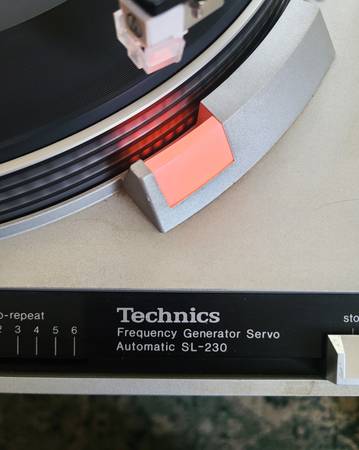 o-repeat
2 3 4 5 6
Technics
Frequency Generator Servo
Automatic SL-230
sto